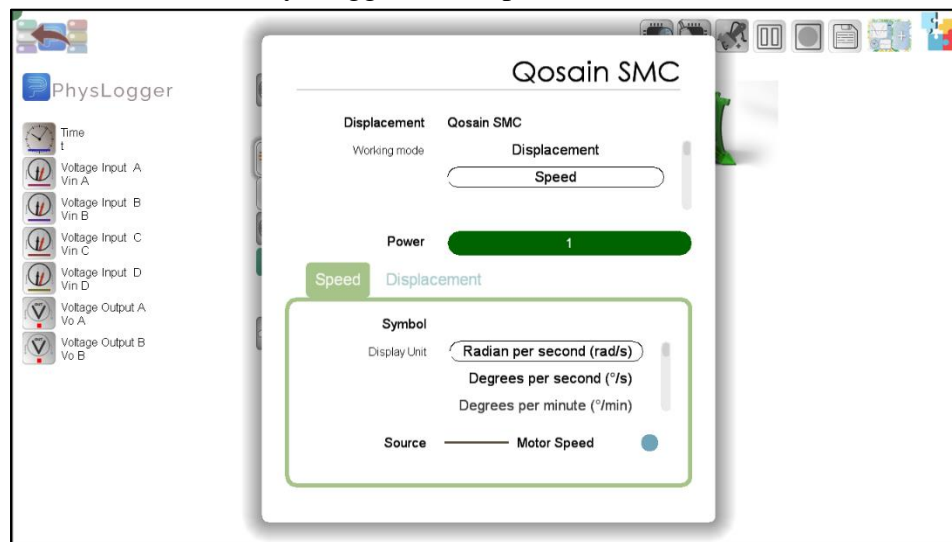 PhysLogger
Time
t
Voltage Input A
Vin A
Voltage Input B
Vin B
Voltage Input C
Vin C
Voltage Input D
Vin D
Voltage Output A
Vo A
Voltage Output B
Vo B
Qosain SMC
Displacement Qosain SMC
Working mode Displacement
Speed
Power 1
Speed Displacement
Symbol
Display Unit Radian per second (rad/s)
Degrees per second (°/s)
Degrees per minute (°/min)
Source Motor Speed